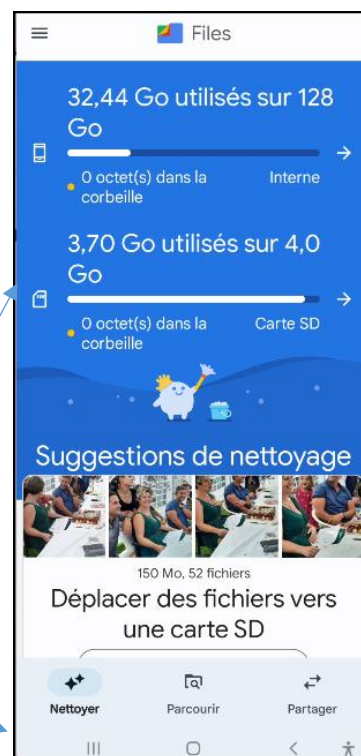 Files
32,44 Go utilisés sur 128
Go
0 octet(s) dans la
corbeille
Interne
3,70 Go utilisés sur 4,0
Go
0 octet(s) dans la
corbeille
Carte SD
Suggestions de nettoyage
150 Mo, 52 fichiers
Déplacer des fichiers vers
une carte SD
Nettoyer
Parcourir
Partager